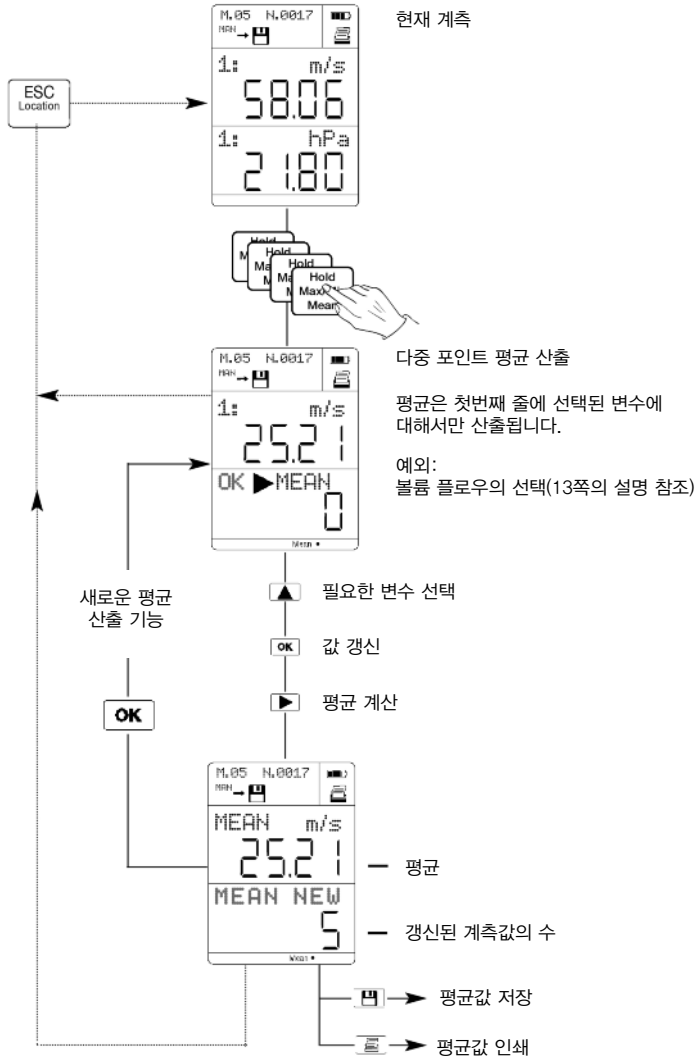 M.05 N.0017
MAN
현재 계측
1: m/s
58.06
1: hPa
21.80
ESC
Location
Hold
Hold
Hold
Hold
Mean
M.05 N.0017
MAN
다중 포인트 평균 산출
1: m/s
25.21
평균은 첫번째 줄에 선택된 변수에
대해서만 산출됩니다.
OK ▶MEAN
0
Mean
예외:
볼륨 플로우의 선택(13쪽의 설명 참조)
새로운 평균
산출 기능
▲ 필요한 변수 선택
OK 값 갱신
▶ 평균 계산
OK
M.05 N.0017
MAN
MEAN m/s
25.21
평균
MEAN NEW
5
갱신된 계측값의 수
평균값 저장
평균값 인쇄